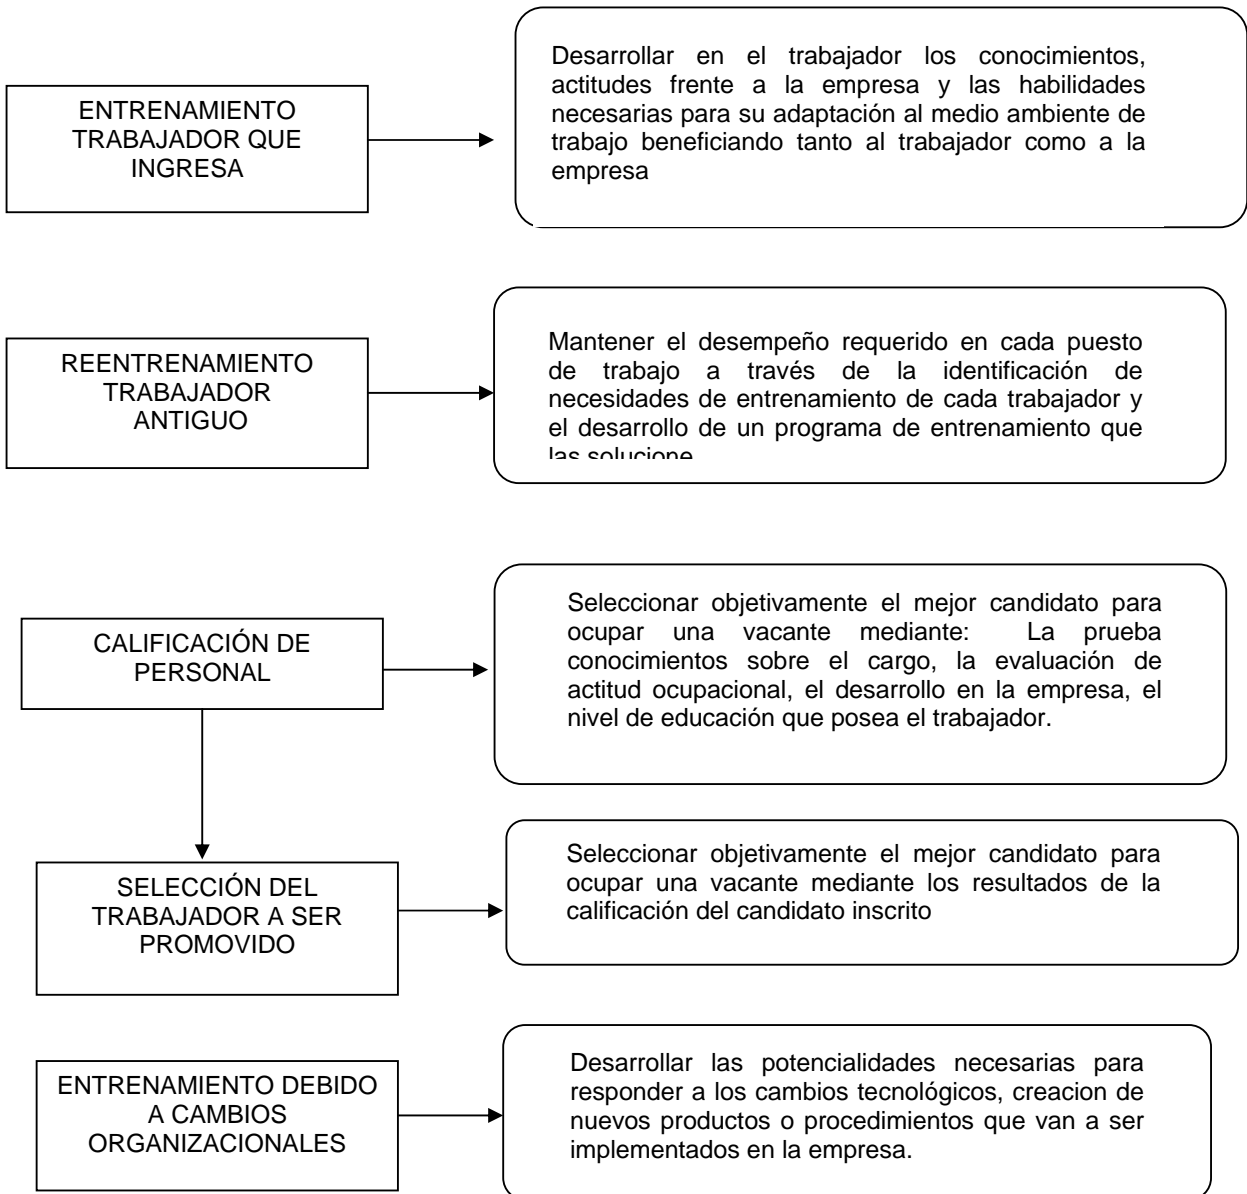 ENTRENAMIENTO
TRABAJADOR QUE
INGRESA
Desarrollar en el trabajador los conocimientos,
actitudes frente a la empresa y las habilidades
necesarias para su adaptación al medio ambiente de
trabajo beneficiando tanto al trabajador como a la
empresa
REENTRENAMIENTO
TRABAJADOR
ANTIGUO
Mantener el desempeño requerido en cada puesto
de trabajo a través de la identificación de
necesidades de entrenamiento de cada trabajador y
el desarrollo de un programa de entrenamiento que
las solucione
CALIFICACIÓN DE
PERSONAL
Seleccionar objetivamente el mejor candidato para
ocupar una vacante mediante: La prueba
conocimientos sobre el cargo, la evaluación de
actitud ocupacional, el desarrollo en la empresa, el
nivel de educación que posea el trabajador.
SELECCIÓN DEL
TRABAJADOR A SER
PROMOVIDO
Seleccionar objetivamente el mejor candidato para
ocupar una vacante mediante los resultados de la
calificación del candidato inscrito
ENTRENAMIENTO DEBIDO
A CAMBIOS
ORGANIZACIONALES
Desarrollar las potencialidades necesarias para
responder a los cambios tecnológicos, creacion de
nuevos productos o procedimientos que van a ser
implementados en la empresa.